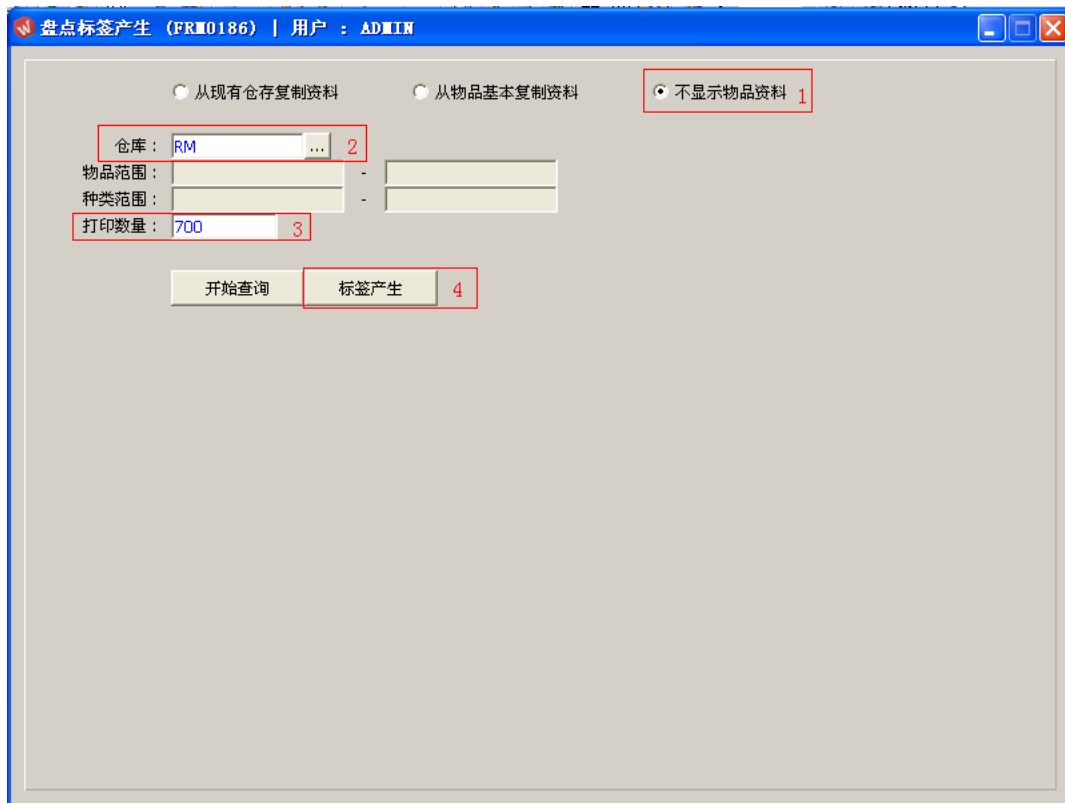 盘点标签产生 (FRM0186) | 用户 : ADMIN
从现有仓存复制资料 从物品基本复制资料 不显示物品资料 1
仓库： RM ... 2
物品范围： -
种类范围： -
打印数量： 700 3
开始查询 标签产生 4